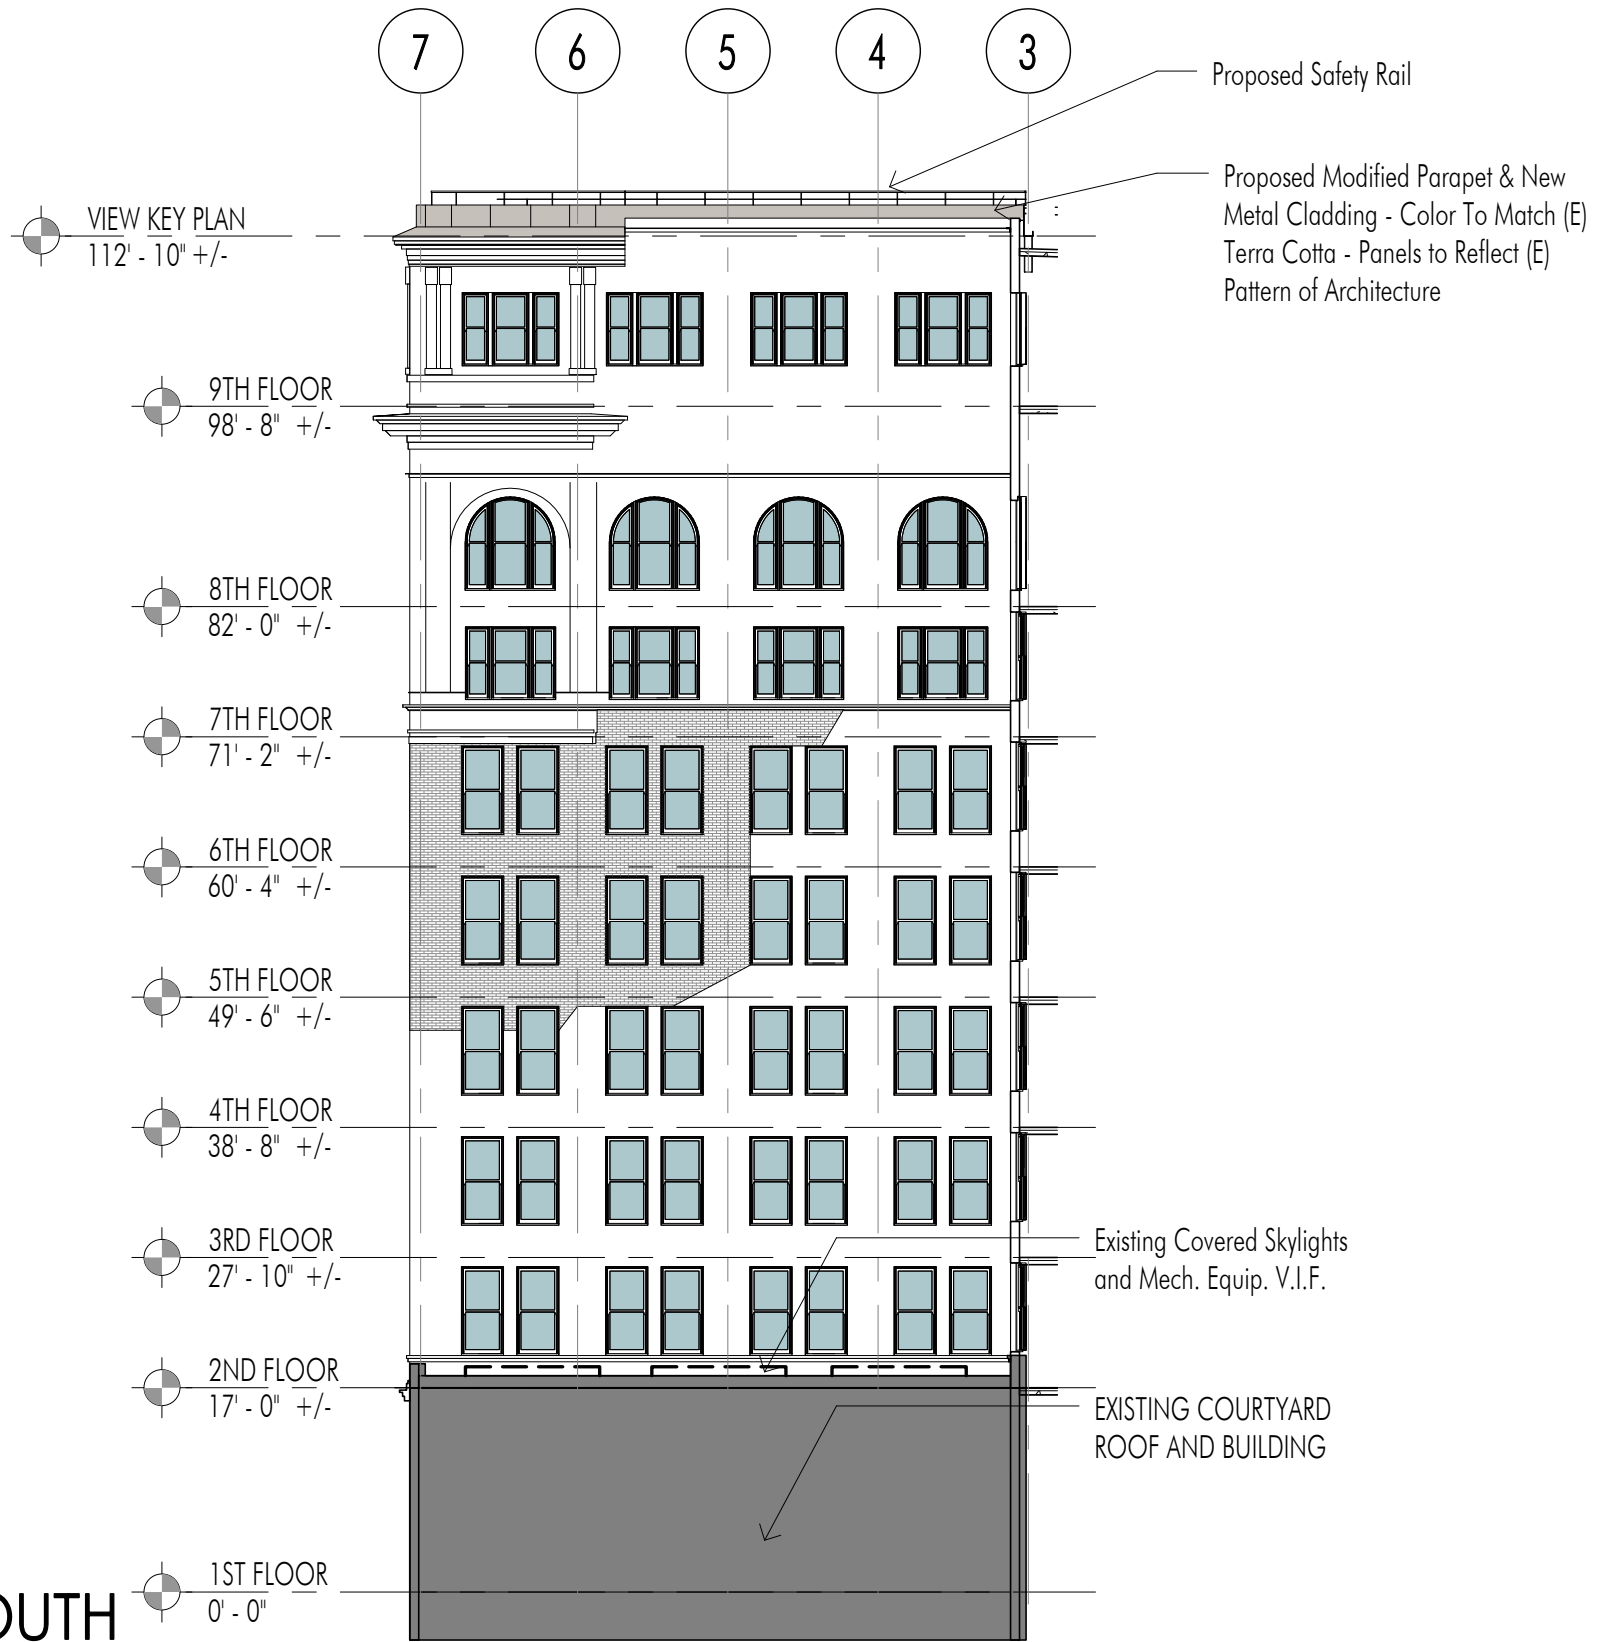 7 6 5 4 3
Proposed Safety Rail
Proposed Modified Parapet & New
Metal Cladding - Color To Match (E)
Terra Cotta - Panels to Reflect (E)
Pattern of Architecture
VIEW KEY PLAN
112' - 10" +/-
9TH FLOOR
98' - 8" +/-
8TH FLOOR
82' - 0" +/-
7TH FLOOR
71' - 2" +/-
6TH FLOOR
60' - 4" +/-
5TH FLOOR
49' - 6" +/-
4TH FLOOR
38' - 8" +/-
3RD FLOOR
27' - 10" +/-
Existing Covered Skylights
and Mech. Equip. V.I.F.
2ND FLOOR
17' - 0" +/-
EXISTING COURTYARD
ROOF AND BUILDING
1ST FLOOR
0' - 0"
OUTH